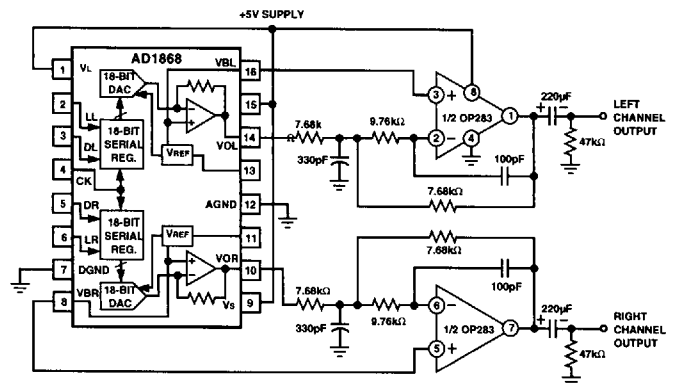 +5V SUPPLY
AD1868
1
VL
18-BIT
DAC
VBL
16
2
LL
18-BIT
SERIAL
REG.
15
3
DL
VOL
14
VREF
13
4
CK
AGND
12
5
DR
18-BIT
SERIAL
REG.
VREF
11
6
LR
VOR
10
7
DGND
18-BIT
DAC
8
VBR
VS
9
Ω
7.68k
330pF
9.76kΩ
3
+
8
1/2 OP283
1
2
−
4
100pF
7.68kΩ
+
−
220µF
47kΩ
LEFT
CHANNEL
OUTPUT
7.68kΩ
100pF
7.68kΩ
330pF
9.76kΩ
6
−
1/2 OP283
7
5
+
+
−
220µF
47kΩ
RIGHT
CHANNEL
OUTPUT